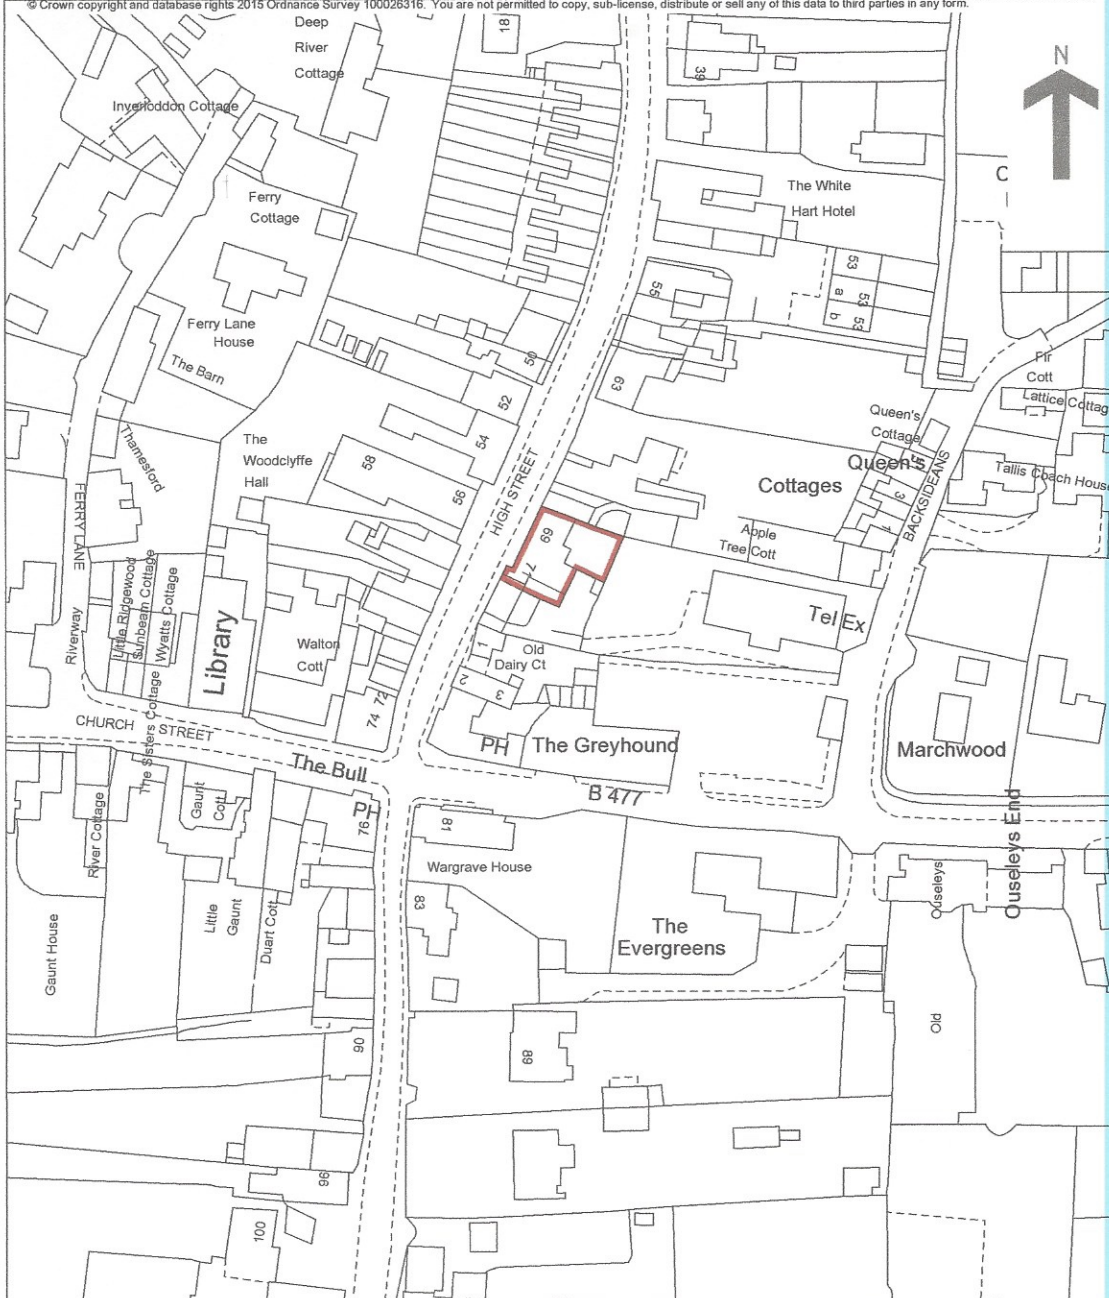 © Crown copyright and database rights 2015 Ordnance Survey 100026316. You are not permitted to copy, sub-license, distribute or sell any of this data to third parties in any form.
Deep
River
Cottage
18
39
N
Inverloddon Cottage
The White
Hart Hotel
Ferry
Cottage
53
53
a
b
53
55
Ferry Lane
House
The Barn
50
52
54
63
Fir
Cott
Lattice Cottag
Queen's
Cottage
Thamesford
The
Woodclyffe
Hall
58
56
HIGH STREET
Queen's
Cottages
5
3
1
BACKSIDEANS
Tallis Coach House
FERRY LANE
69
71
Apple
Tree Cott
Tel Ex
Riverway
Little Ridgewood
Sunbeam Cottage
Wyatts Cottage
The Sisters Cottage
Library
Walton
Cott
1
2
3
Old
Dairy Ct
72
74
CHURCH STREET
PH
The Greyhound
Marchwood
The Bull
PH
76
B 477
81
Gaunt
Cott
River Cottage
Wargrave House
Ouseleys End
Ouseleys
83
Little
Gaunt
Duart Cott
Gaunt House
The
Evergreens
Old
90
89
96
100